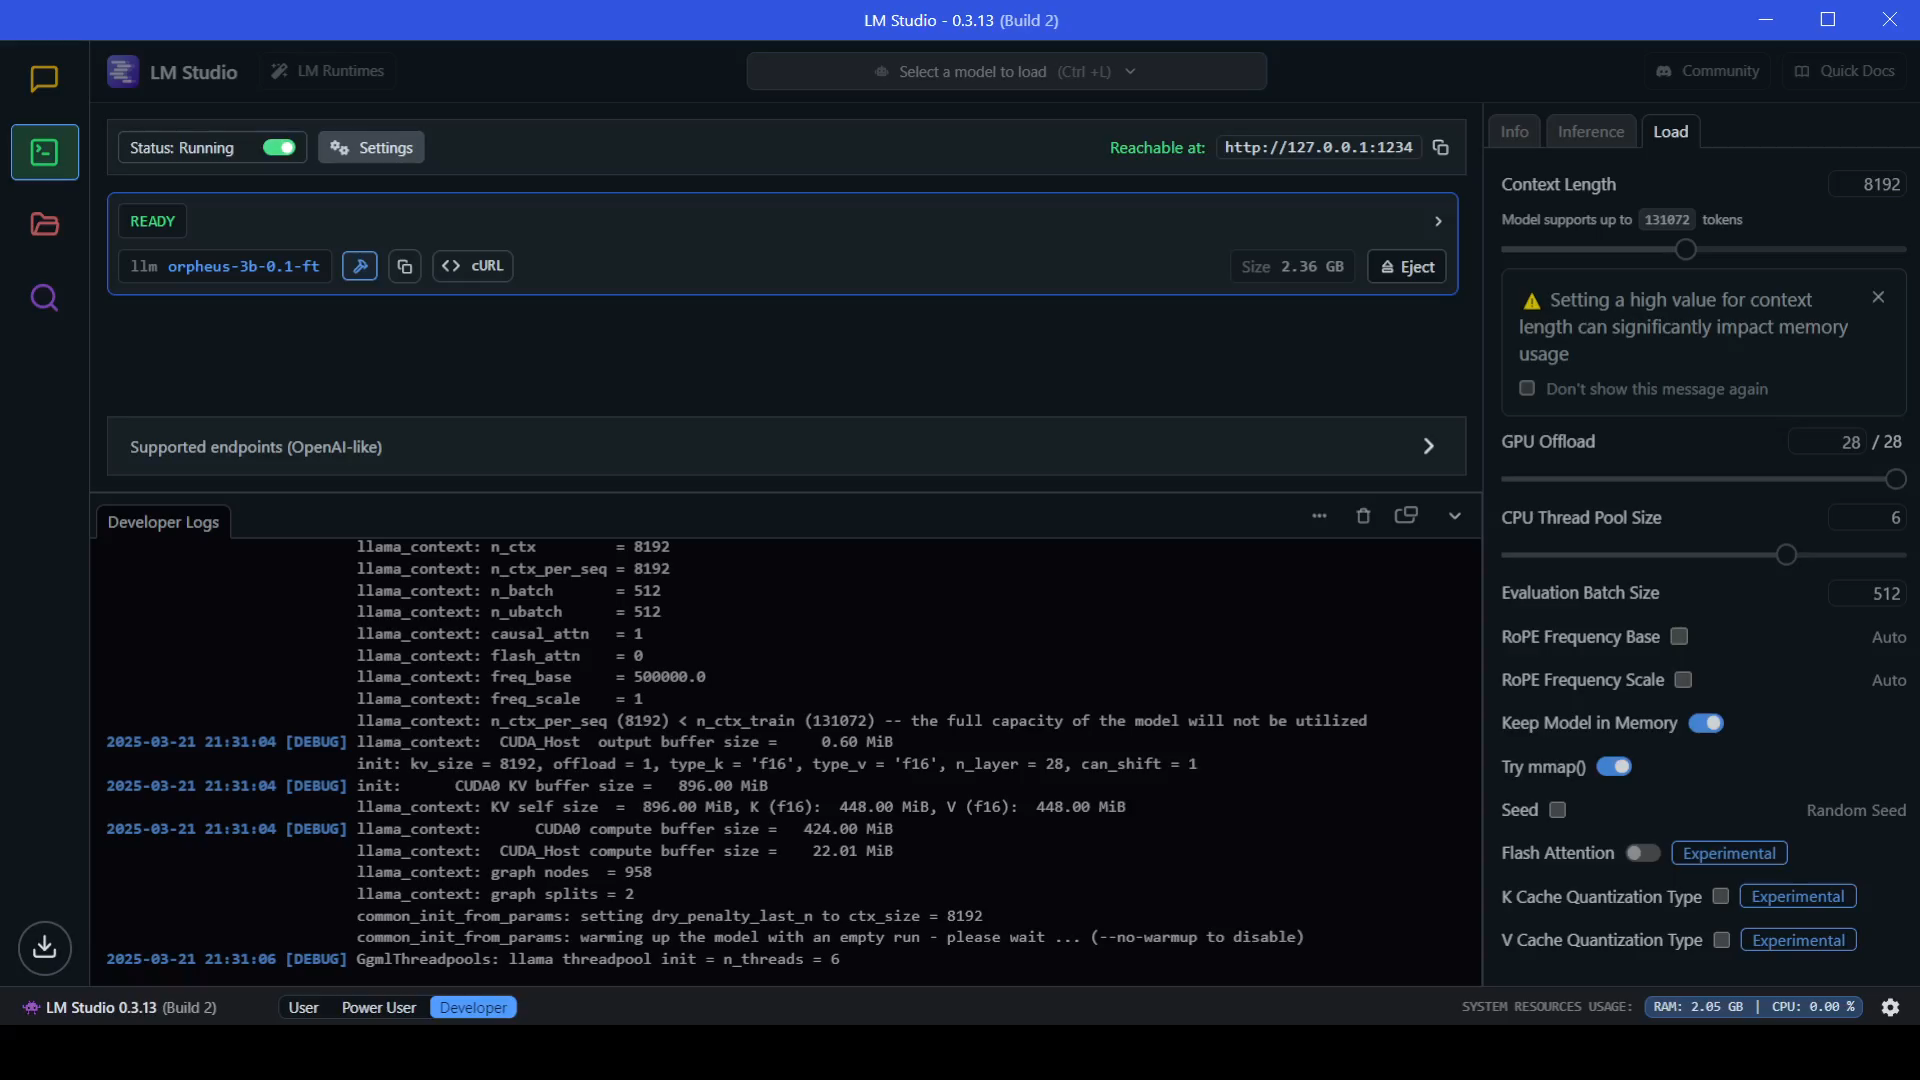 LM Studio - 0.3.13 (Build 2)
LM Studio
LM Runtimes
Select a model to load (Ctrl +L)
Community
Quick Docs
Status: Running
Settings
Reachable at: http://127.0.0.1:1234
READY
llm orpheus-3b-0.1-ft
cURL
Size 2.36 GB
Eject
Supported endpoints (OpenAI-like)
Developer Logs
llama_context: n_ctx = 8192
llama_context: n_ctx_per_seq = 8192
llama_context: n_batch = 512
llama_context: n_ubatch = 512
llama_context: causal_attn = 1
llama_context: flash_attn = 0
llama_context: freq_base = 500000.0
llama_context: freq_scale = 1
llama_context: n_ctx_per_seq (8192) < n_ctx_train (131072) -- the full capacity of the model will not be utilized
2025-03-21 21:31:04 [DEBUG] llama_context: CUDA_Host output buffer size = 0.60 MiB
init: kv_size = 8192, offload = 1, type_k = 'f16', type_v = 'f16', n_layer = 28, can_shift = 1
2025-03-21 21:31:04 [DEBUG] init: CUDA0 KV buffer size = 896.00 MiB
llama_context: KV self size = 896.00 MiB, K (f16): 448.00 MiB, V (f16): 448.00 MiB
2025-03-21 21:31:04 [DEBUG] llama_context: CUDA0 compute buffer size = 424.00 MiB
llama_context: CUDA_Host compute buffer size = 22.01 MiB
llama_context: graph nodes = 958
llama_context: graph splits = 2
common_init_from_params: setting dry_penalty_last_n to ctx_size = 8192
common_init_from_params: warming up the model with an empty run - please wait ... (--no-warmup to disable)
2025-03-21 21:31:06 [DEBUG] GgmlThreadpools: llama threadpool init = n_threads = 6
Info
Inference
Load
Context Length 8192
Model supports up to 131072 tokens
Setting a high value for context
length can significantly impact memory
usage
Don't show this message again
GPU Offload 28 / 28
CPU Thread Pool Size 6
Evaluation Batch Size 512
RoPE Frequency Base Auto
RoPE Frequency Scale Auto
Keep Model in Memory
Try mmap()
Seed Random Seed
Flash Attention Experimental
K Cache Quantization Type Experimental
V Cache Quantization Type Experimental
LM Studio 0.3.13 (Build 2)
User
Power User
Developer
SYSTEM RESOURCES USAGE: RAM: 2.05 GB | CPU: 0.00 %